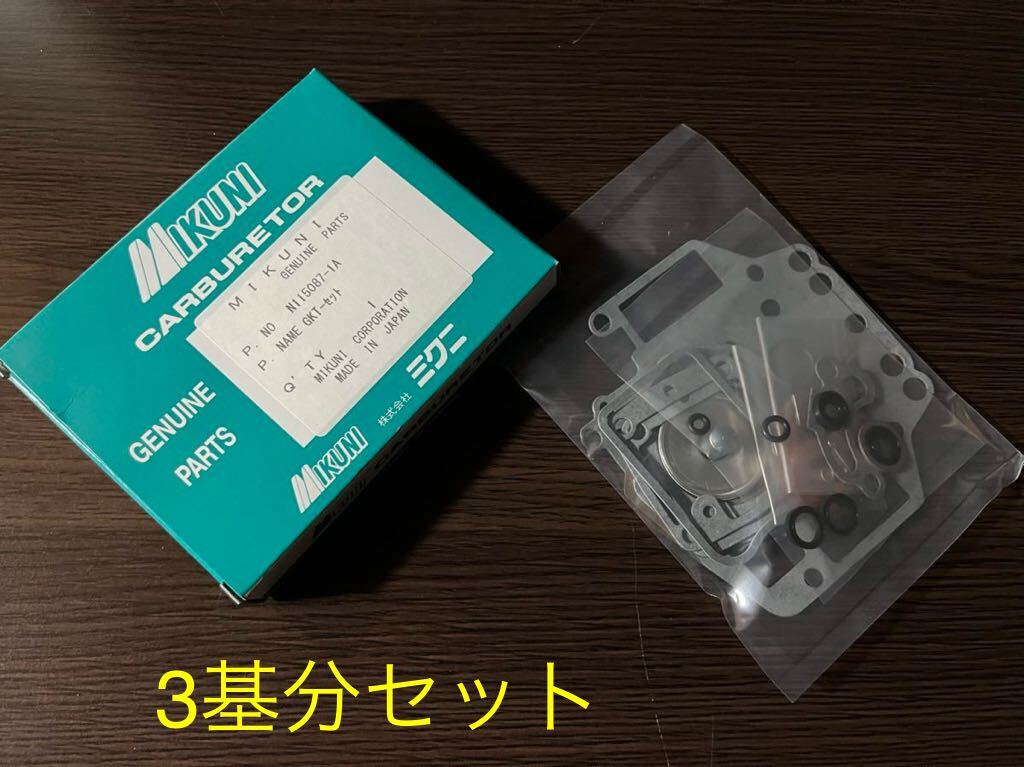 MIKUNI
CARBURETOR
MIKUNI
GENUINE PARTS
P. NO N115087-1A
P. NAME GKT-セット
Q'TY 1
MIKUNI CORPORATION
MADE IN JAPAN
GENUINE
PARTS
株式会社 ミクニ
MIKUNI
3基分セット